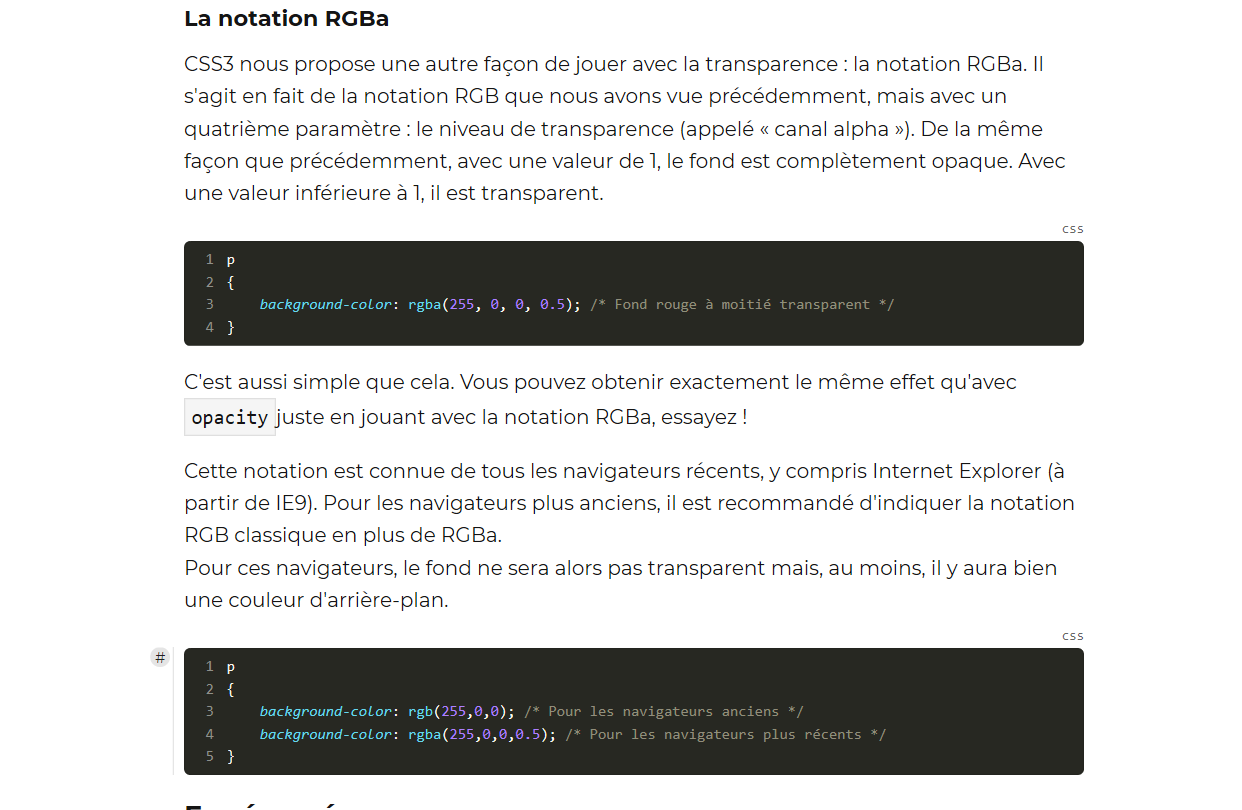 La notation RGBa
CSS3 nous propose une autre façon de jouer avec la transparence : la notation RGBa. Il
s'agit en fait de la notation RGB que nous avons vue précédemment, mais avec un
quatrième paramètre : le niveau de transparence (appelé « canal alpha »). De la même
façon que précédemment, avec une valeur de 1, le fond est complètement opaque. Avec
une valeur inférieure à 1, il est transparent.
CSS
1 p
2 {
3     background-color: rgba(255, 0, 0, 0.5); /* Fond rouge à moitié transparent */
4 }
C'est aussi simple que cela. Vous pouvez obtenir exactement le même effet qu'avec
opacity juste en jouant avec la notation RGBa, essayez !
Cette notation est connue de tous les navigateurs récents, y compris Internet Explorer (à
partir de IE9). Pour les navigateurs plus anciens, il est recommandé d'indiquer la notation
RGB classique en plus de RGBa.
Pour ces navigateurs, le fond ne sera alors pas transparent mais, au moins, il y aura bien
une couleur d'arrière-plan.
CSS
#
1 p
2 {
3     background-color: rgb(255,0,0); /* Pour les navigateurs anciens */
4     background-color: rgba(255,0,0,0.5); /* Pour les navigateurs plus récents */
5 }